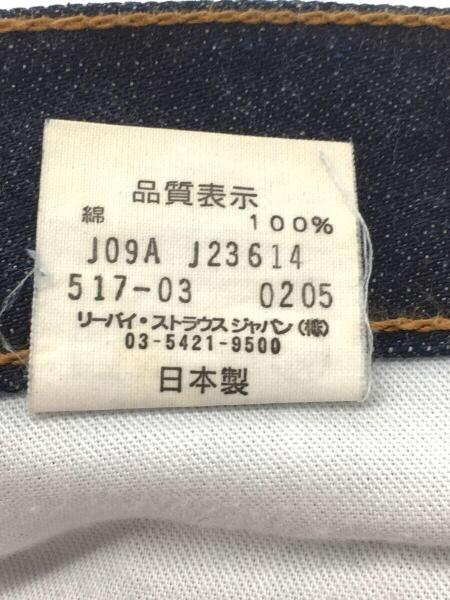 品質表示
綿 100%
J09A J23614
517-03 0205
リーバイ・ストラウスジャパン(株)
03-5421-9500
日本製